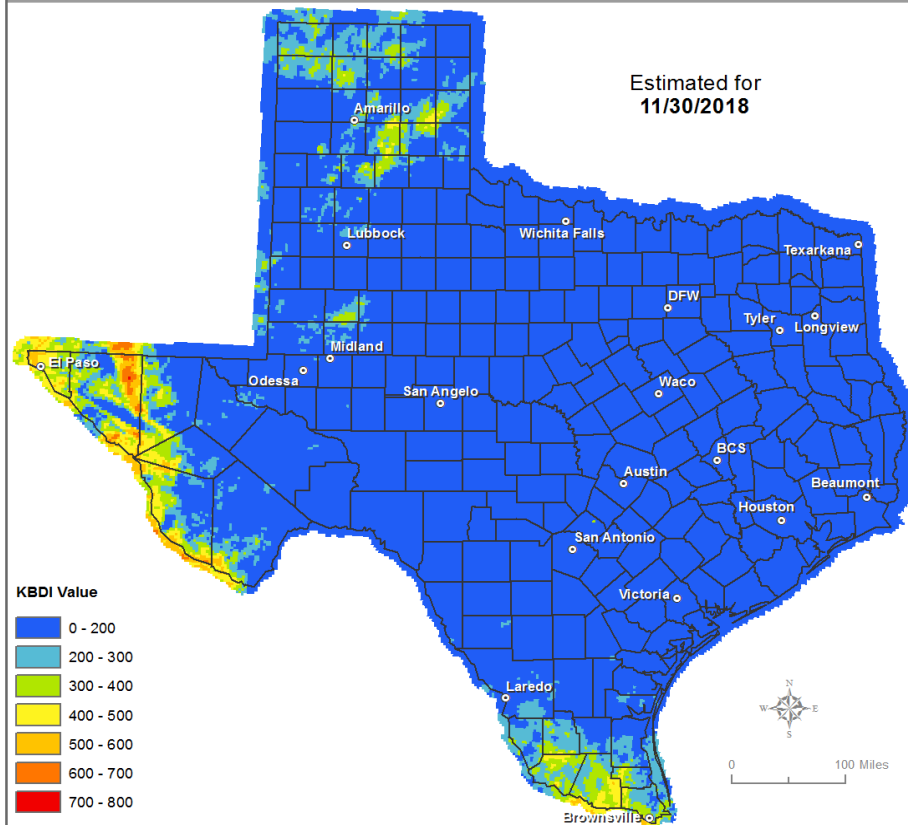 Estimated for
11/30/2018
Amarillo
Lubbock
Wichita Falls
Texarkana
DFW
Tyler
Longview
Midland
El Paso
Odessa
San Angelo
Waco
BCS
Austin
Beaumont
Houston
San Antonio
Victoria
Laredo
Brownsville
KBDI Value
0 - 200
200 - 300
300 - 400
400 - 500
500 - 600
600 - 700
700 - 800
N
W E
S
0 100 Miles